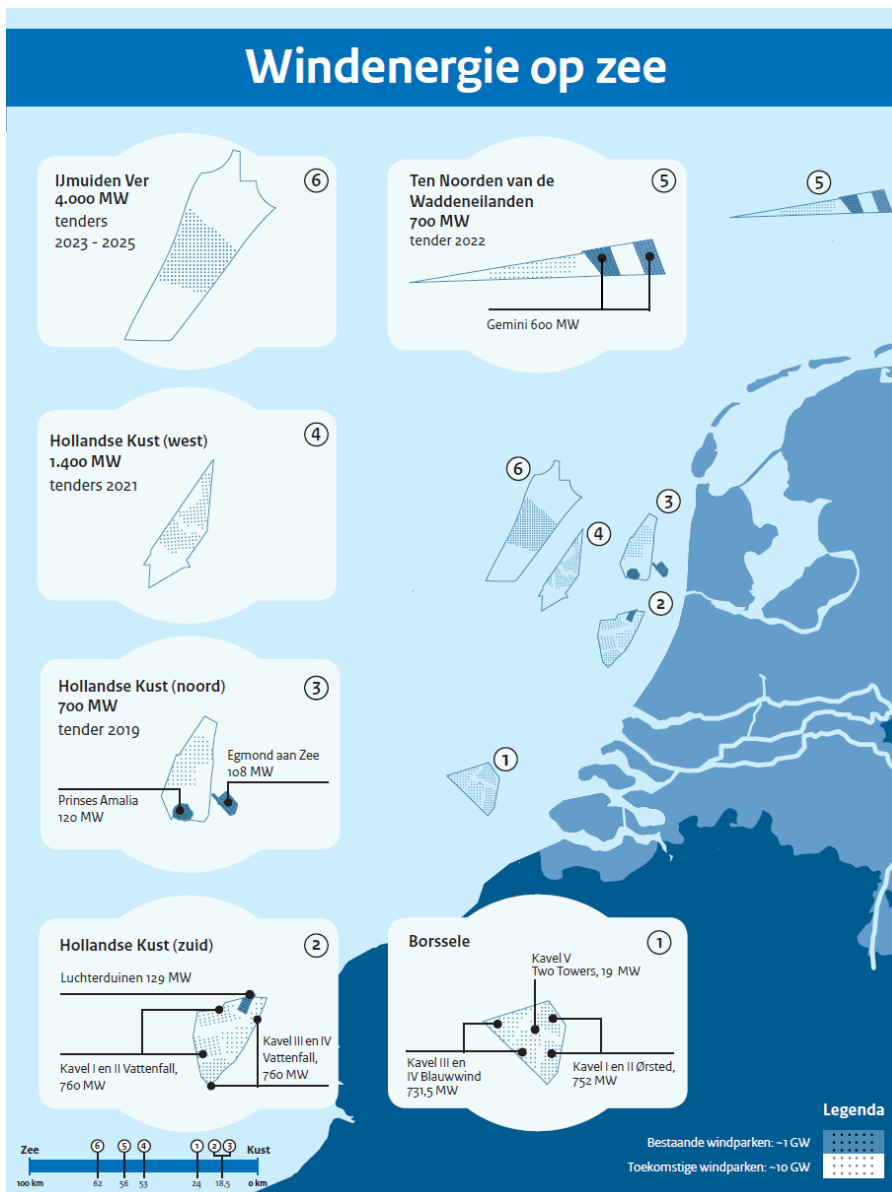 Windenergie op zee
IJmuiden Ver
4.000 MW
tenders
2023 - 2025
6
Ten Noorden van de
Waddeneilanden
700 MW
tender 2022
5
Gemini 600 MW
5
Hollandse Kust (west)
1.400 MW
tenders 2021
4
6
4
3
2
1
Hollandse Kust (noord)
700 MW
tender 2019
3
Egmond aan Zee
108 MW
Prinses Amalia
120 MW
Hollandse Kust (zuid)
2
Luchterduinen 129 MW
Kavel III en IV
Vattenfall,
760 MW
Kavel I en II Vattenfall,
760 MW
Borssele
1
Kavel V
Two Towers, 19 MW
Kavel III en
IV Blauwwind
731,5 MW
Kavel I en II Ørsted,
752 MW
Legenda
Bestaande windparken: ~1 GW
Toekomstige windparken: ~10 GW
Zee 6 5 4 1 2 3 Kust
100 km 62 56 53 24 18,5 0 km